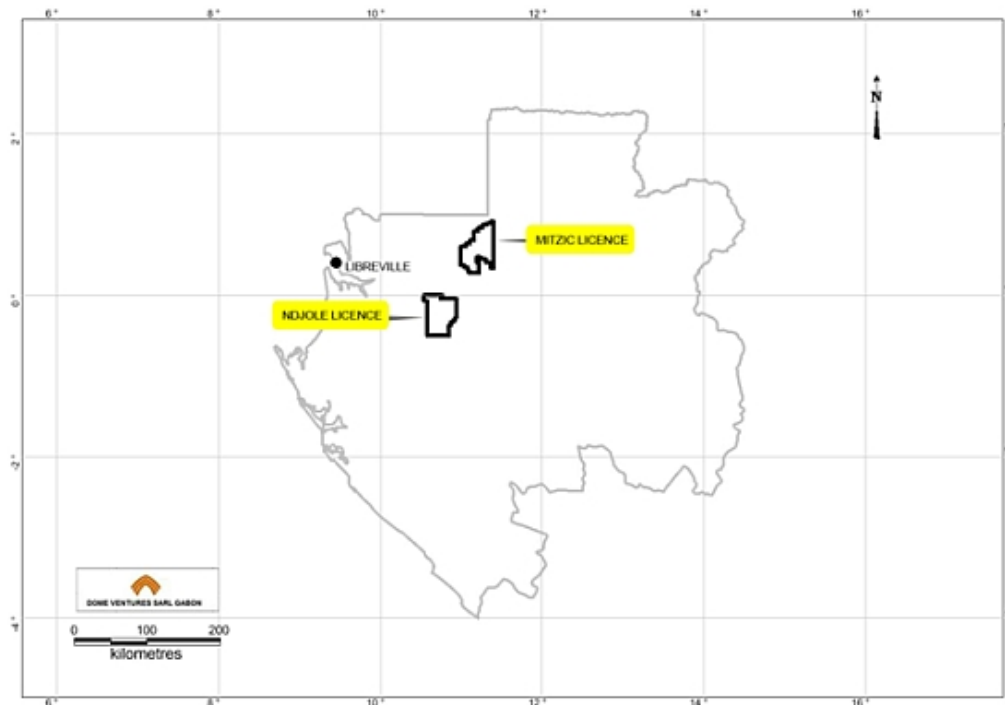 6° 8° 10° 12° 14° 16°
2°
N
MITZIC LICENCE
LIBREVILLE
0°
NDJOLE LICENCE
-2°
DOME VENTURES SARL GABON
0 100 200
kilometres
-4°
6° 8° 10° 12° 14° 16°